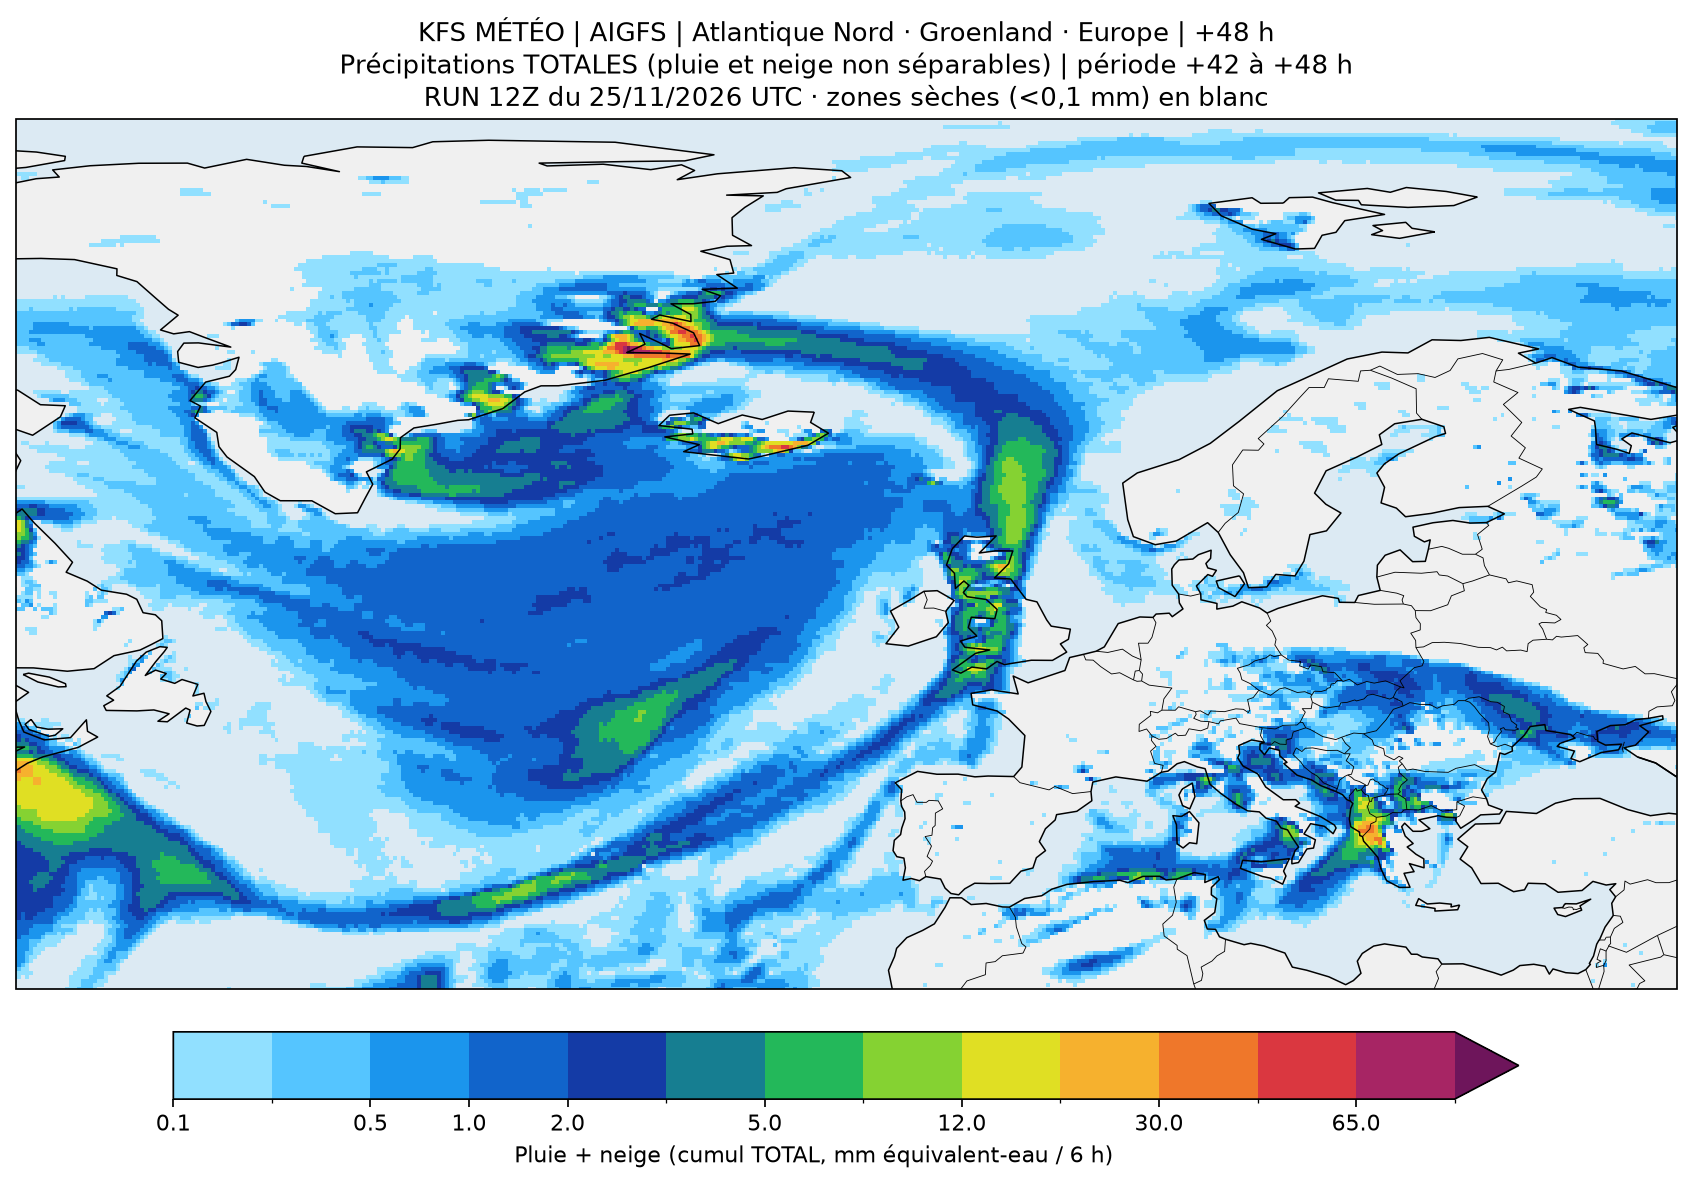 KFS MÉTÉO | AIGFS | Atlantique Nord · Groenland · Europe | +48 h
Précipitations TOTALES (pluie et neige non séparables) | période +42 à +48 h
RUN 12Z du 25/11/2026 UTC · zones sèches (<0,1 mm) en blanc
0.1 0.5 1.0 2.0 5.0 12.0 30.0 65.0
Pluie + neige (cumul TOTAL, mm équivalent-eau / 6 h)